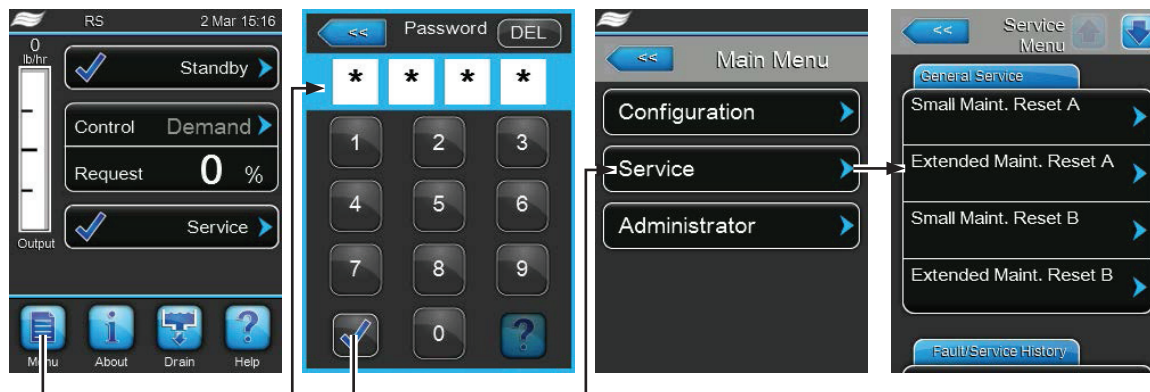 RS 2 Mar 15:16
0
lb/hr
Standby
Control Demand
Request 0 %
Output
Service
Menu About Drain Help
<< Password DEL
* * * *
1 2 3
4 5 6
7 8 9
0 ?
<< Main Menu
Configuration
Service
Administrator
<< Service Menu
General Service
Small Maint. Reset A
Extended Maint. Reset A
Small Maint. Reset B
Extended Maint. Reset B
Fault/Service History